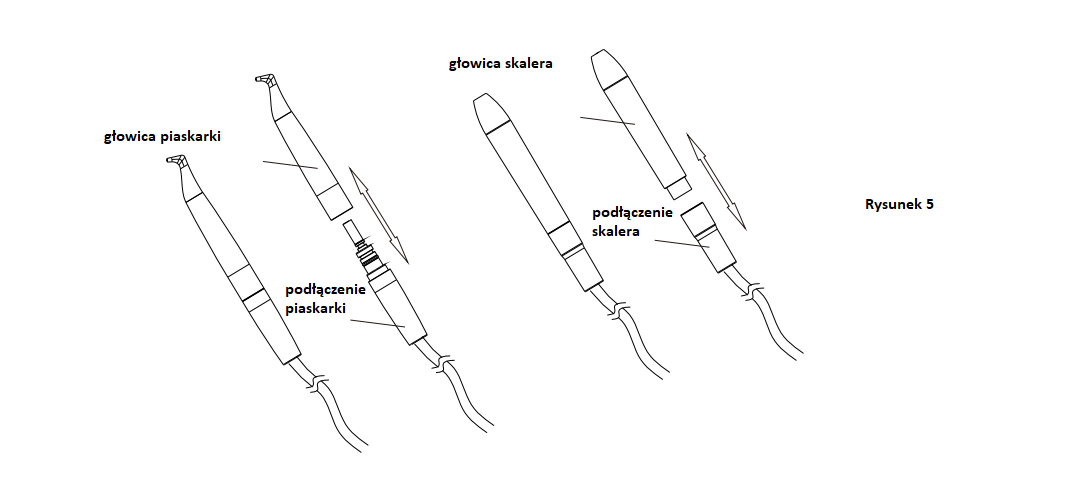 głowica skalera
głowica piaskarki
Rysunek 5
podłączenie
skalera
podłączenie
piaskarki